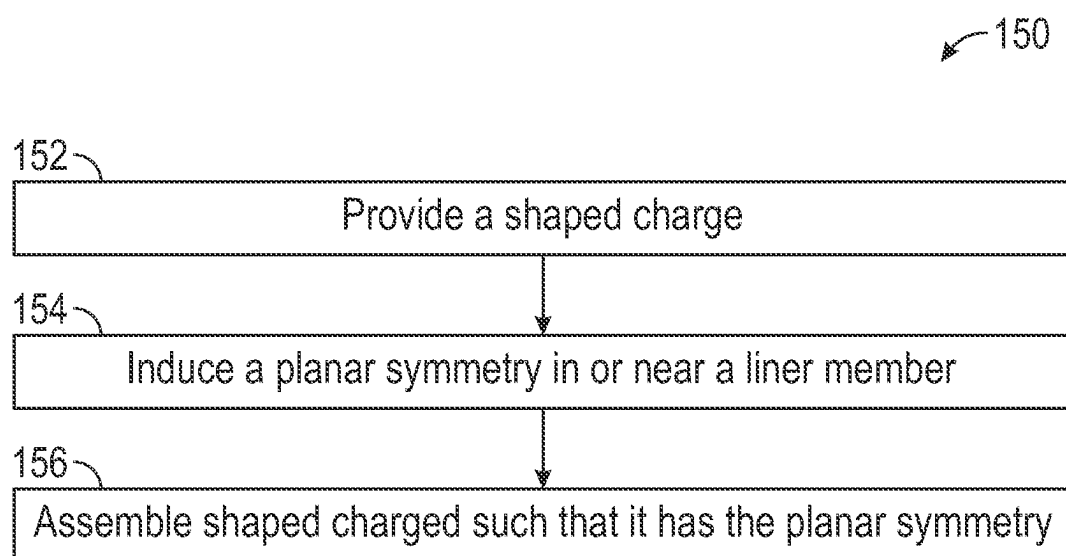 150
152
Provide a shaped charge
154
Induce a planar symmetry in or near a liner member
156
Assemble shaped charged such that it has the planar symmetry